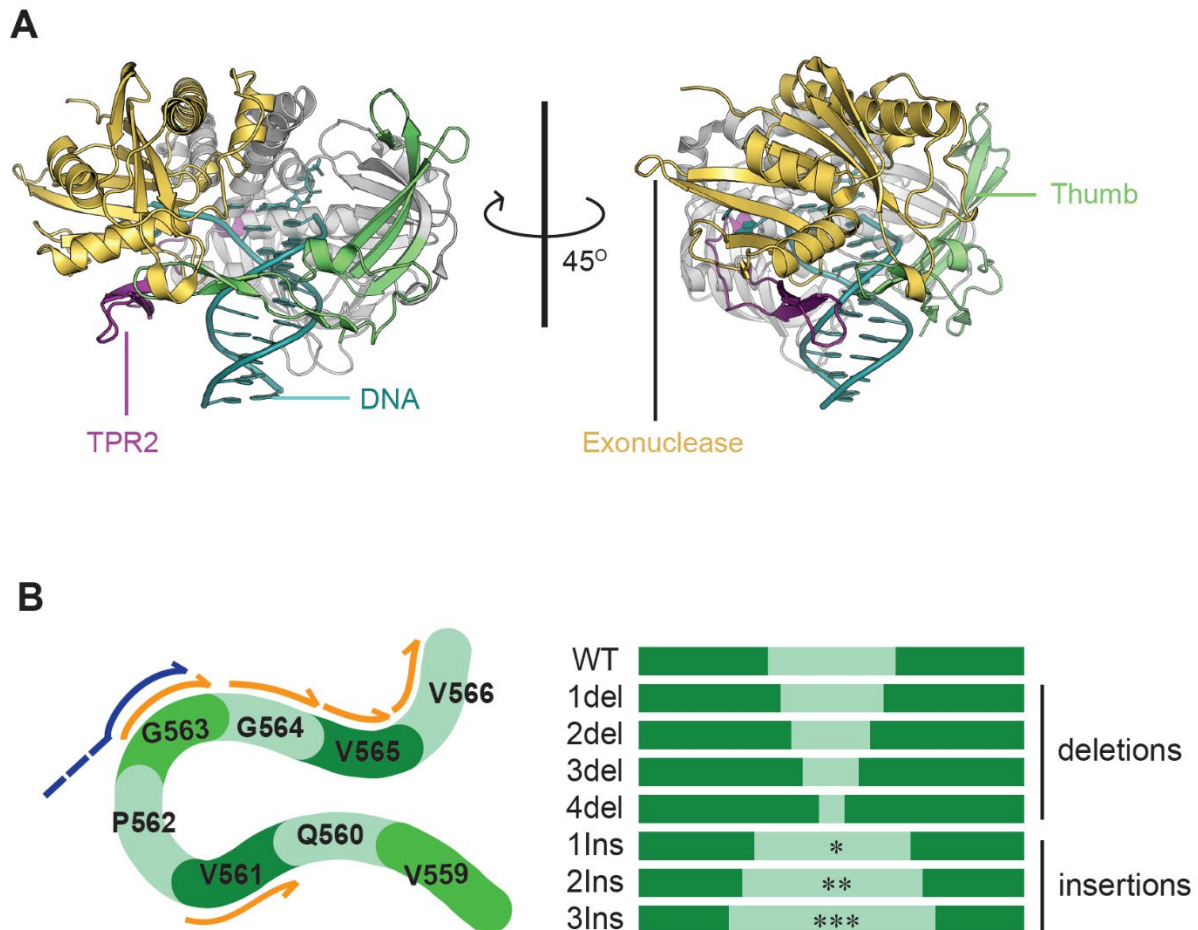 A
Thumb
45°
DNA
TPR2
Exonuclease
B
V566
G563
G564
V565
P562
Q560
V561
V559
WT
1del
2del
3del
4del
deletions
1Ins *
2Ins **
3Ins ***
insertions